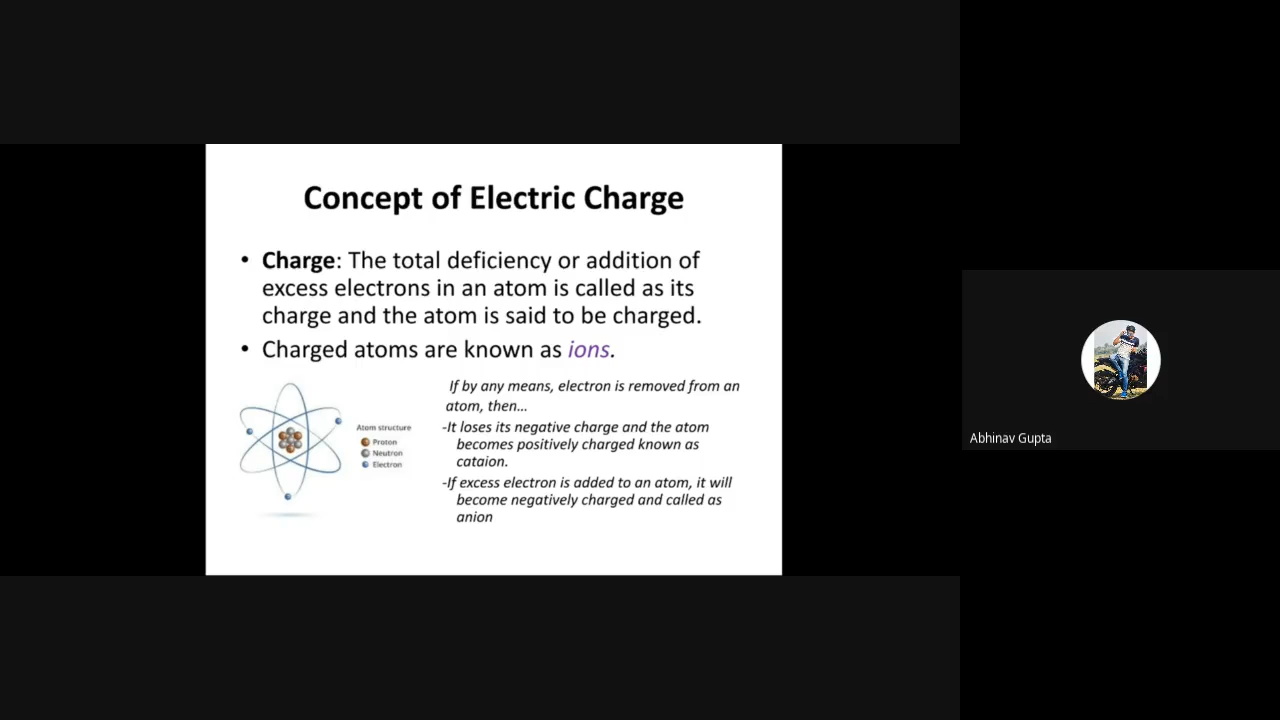 Concept of Electric Charge
• Charge: The total deficiency or addition of
excess electrons in an atom is called as its
charge and the atom is said to be charged.
• Charged atoms are known as ions.
If by any means, electron is removed from an
atom, then...
-It loses its negative charge and the atom
becomes positively charged known as
cataion.
-If excess electron is added to an atom, it will
become negatively charged and called as
anion
Atom structure
Proton
Neutron
Electron
Abhinav Gupta